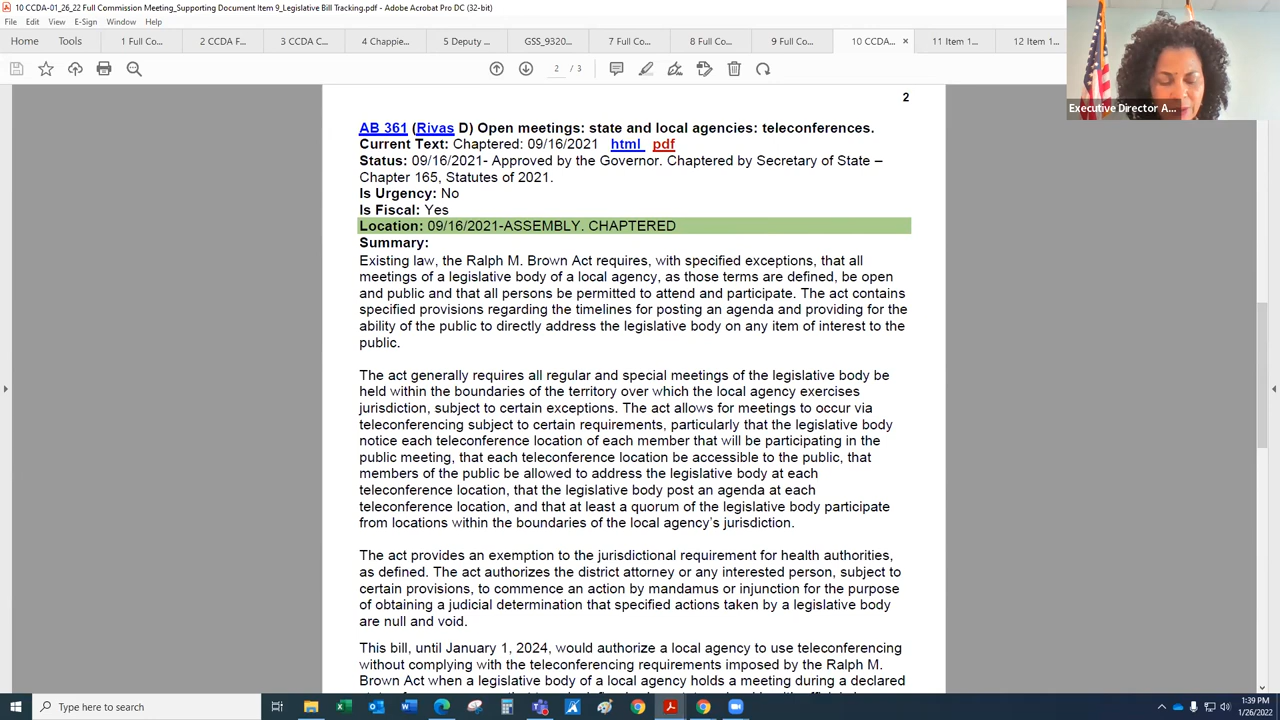 10 CCDA-01_26_22 Full Commission Meeting_Supporting Document Item 9_Legislative Bill Tracking.pdf - Adobe Acrobat Pro DC (32-bit)
File Edit View E-Sign Window Help
Home Tools 1 Full Co... 2 CCDA F... 3 CCDA C... 4 Chappie... 5 Deputy ... GSS_9320... 7 Full Co... 8 Full Co... 9 Full Co... 10 CCDA... × 11 Item 1... 12 Item 1...
2 / 3
Executive Director A...
2
AB 361 (Rivas D) Open meetings: state and local agencies: teleconferences.
Current Text: Chaptered: 09/16/2021 html pdf
Status: 09/16/2021- Approved by the Governor. Chaptered by Secretary of State –
Chapter 165, Statutes of 2021.
Is Urgency: No
Is Fiscal: Yes
Location: 09/16/2021-ASSEMBLY. CHAPTERED
Summary:
Existing law, the Ralph M. Brown Act requires, with specified exceptions, that all
meetings of a legislative body of a local agency, as those terms are defined, be open
and public and that all persons be permitted to attend and participate. The act contains
specified provisions regarding the timelines for posting an agenda and providing for the
ability of the public to directly address the legislative body on any item of interest to the
public.
The act generally requires all regular and special meetings of the legislative body be
held within the boundaries of the territory over which the local agency exercises
jurisdiction, subject to certain exceptions. The act allows for meetings to occur via
teleconferencing subject to certain requirements, particularly that the legislative body
notice each teleconference location of each member that will be participating in the
public meeting, that each teleconference location be accessible to the public, that
members of the public be allowed to address the legislative body at each
teleconference location, that the legislative body post an agenda at each
teleconference location, and that at least a quorum of the legislative body participate
from locations within the boundaries of the local agency's jurisdiction.
The act provides an exemption to the jurisdictional requirement for health authorities,
as defined. The act authorizes the district attorney or any interested person, subject to
certain provisions, to commence an action by mandamus or injunction for the purpose
of obtaining a judicial determination that specified actions taken by a legislative body
are null and void.
This bill, until January 1, 2024, would authorize a local agency to use teleconferencing
without complying with the teleconferencing requirements imposed by the Ralph M.
Brown Act when a legislative body of a local agency holds a meeting during a declared
Type here to search
1:39 PM
1/26/2022